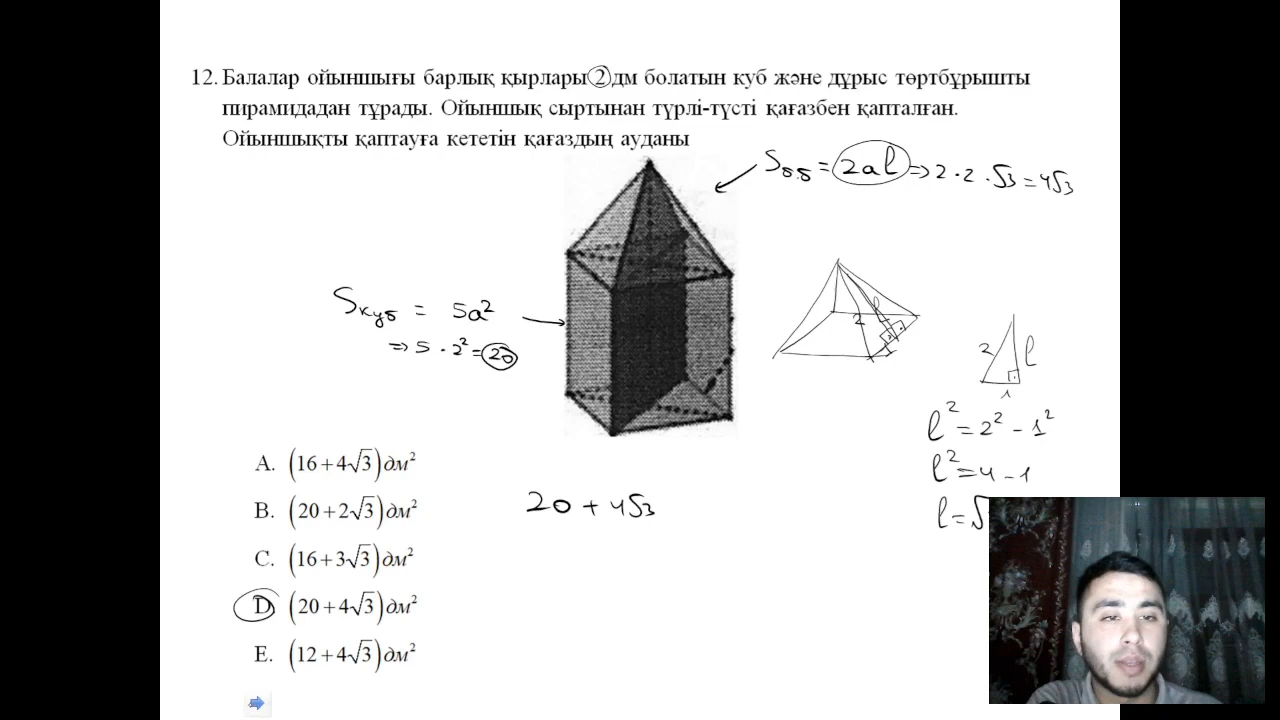 12. Балалар ойыншығы барлық қырлары 2 дм болатын куб және дұрыс төртбұрышты
пирамидадан тұрады. Ойыншық сыртынан түрлі-түсті қағазбен қапталған.
Ойыншықты қаптауға кететін қағаздың ауданы
Sб.б = 2al => 2·2·√3 = 4√3
Sкуб = 5a²
=> 5·2² = 20
l
2
1
2
l
1
l² = 2² - 1²
l² = 4 - 1
l = √
A. (16+4√3) дм²
B. (20+2√3) дм²
20 + 4√3
C. (16+3√3) дм²
D. (20+4√3) дм²
E. (12+4√3) дм²